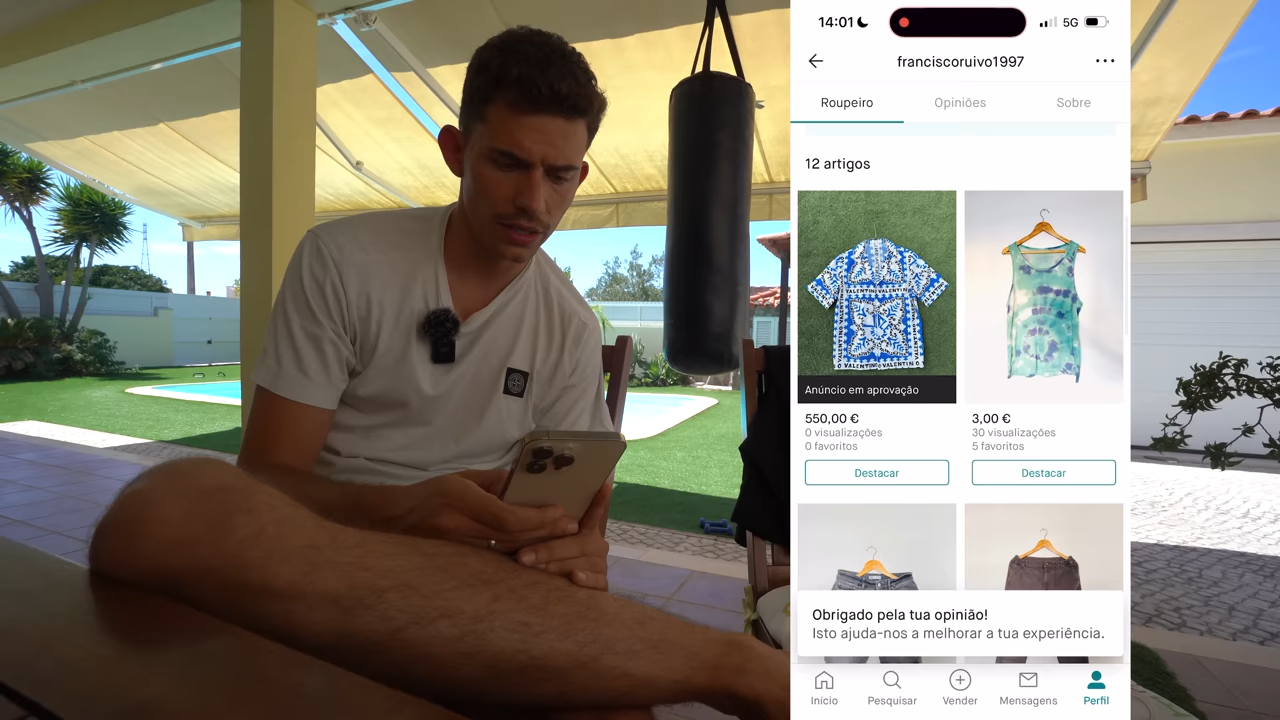 14:01
5G
franciscoruivo1997
Roupeiro
Opiniões
Sobre
12 artigos
VALENTINO VALENTINO
Anúncio em aprovação
550,00 €
0 visualizações
0 favoritos
Destacar
3,00 €
30 visualizações
5 favoritos
Destacar
Obrigado pela tua opinião!
Isto ajuda-nos a melhorar a tua experiência.
Início
Pesquisar
Vender
Mensagens
Perfil